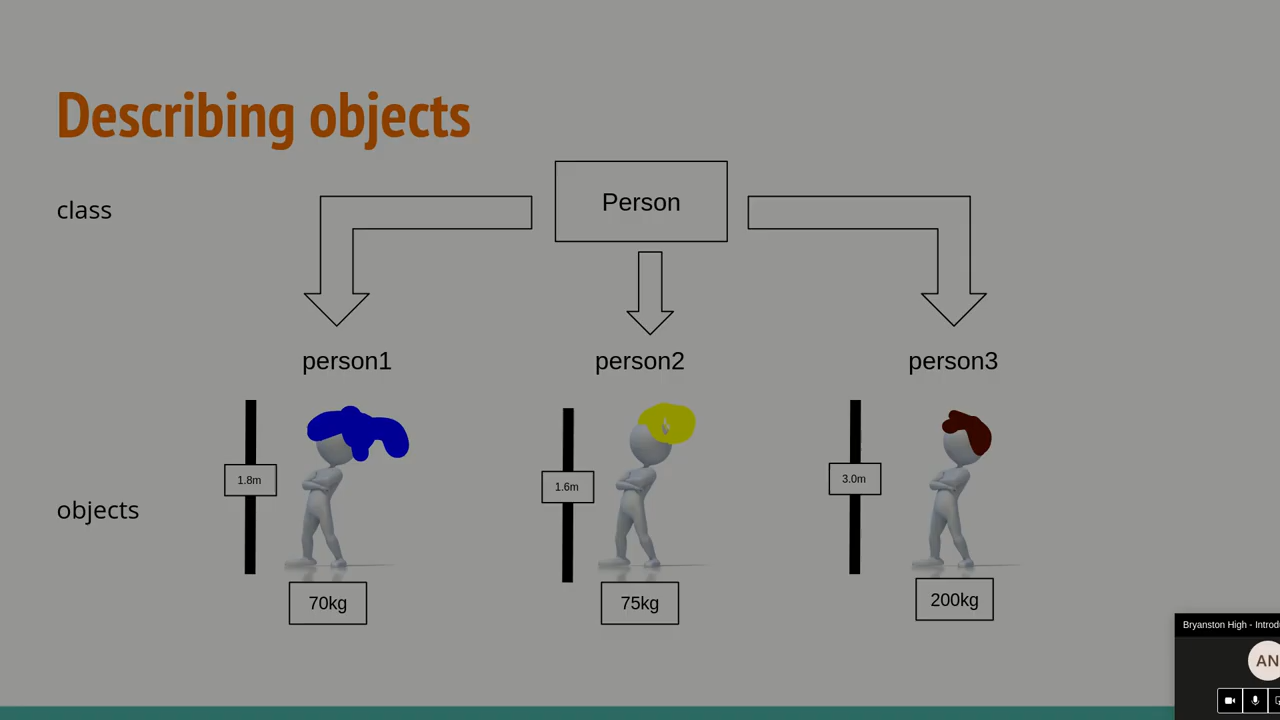 Describing objects
class
Person
person1
person2
person3
1.8m
1.6m
3.0m
objects
70kg
75kg
200kg
Bryanston High -
AN